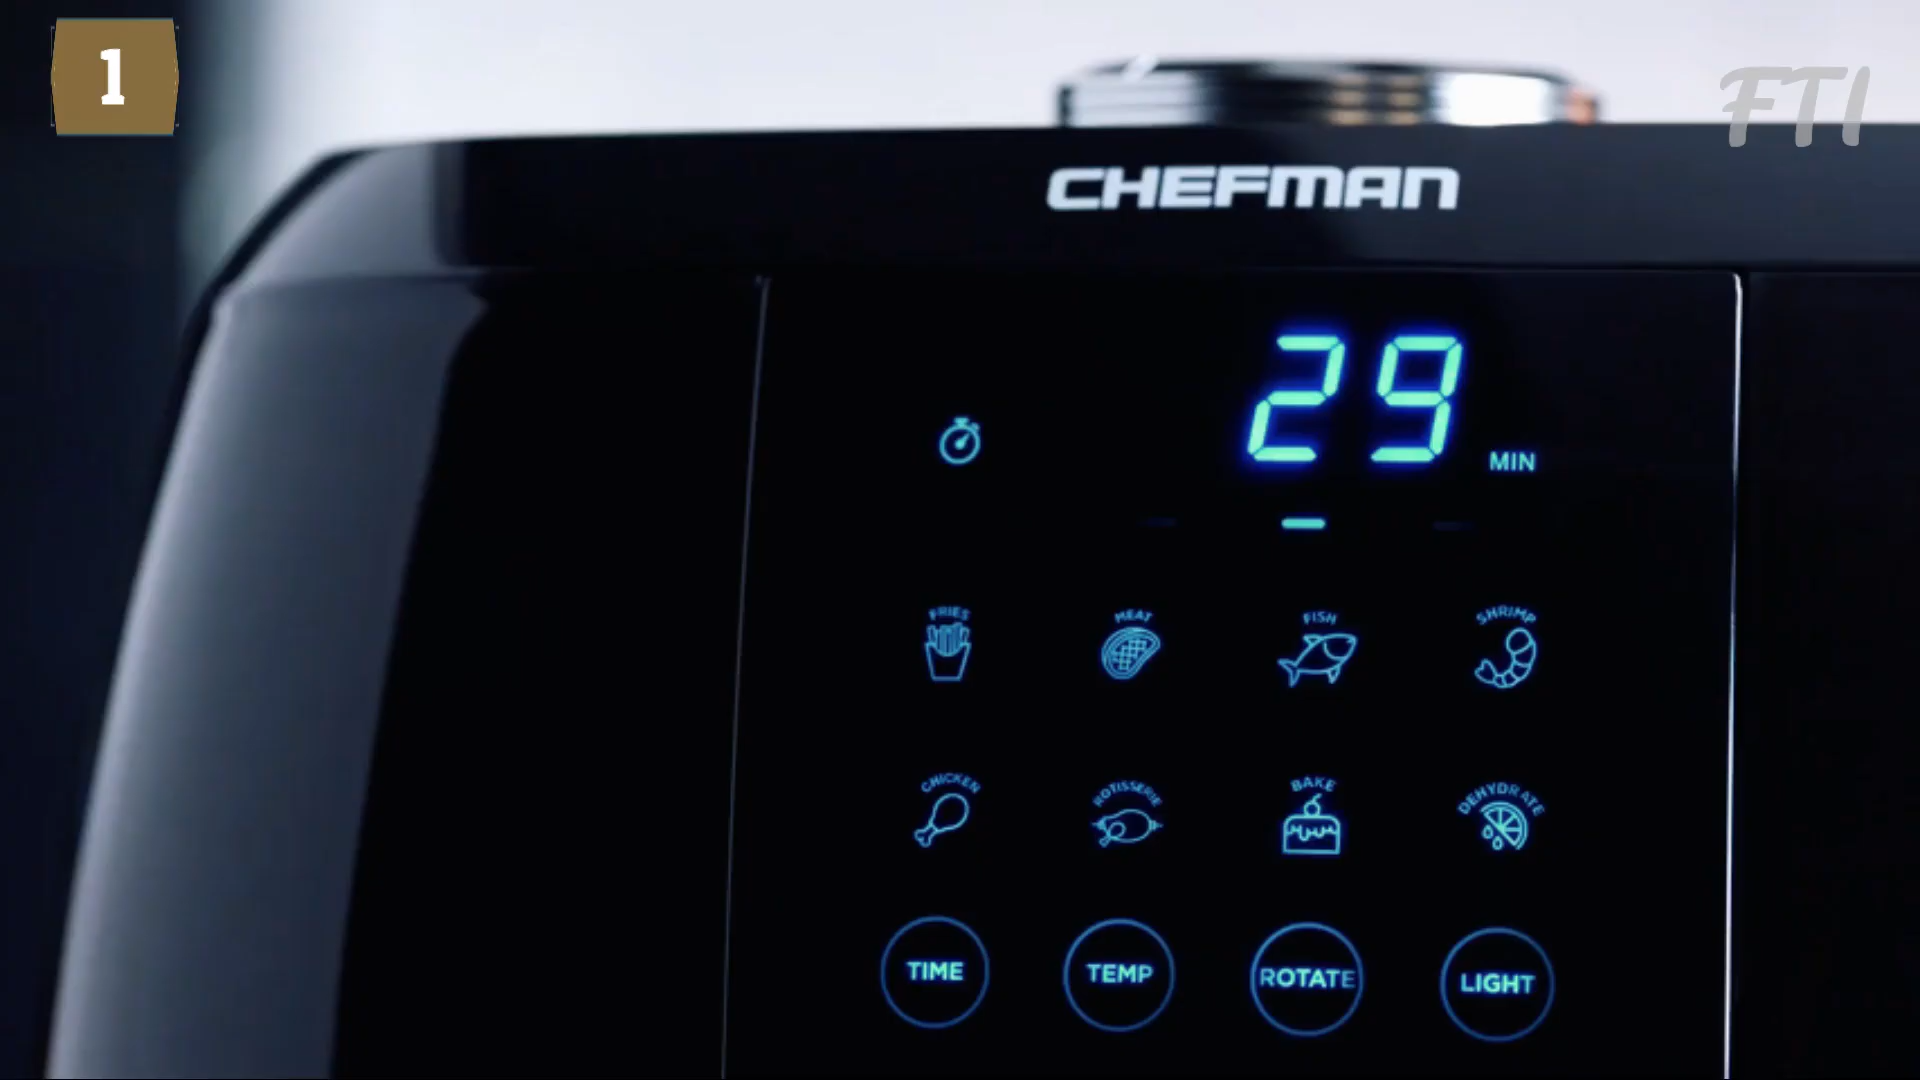 1
FTI
CHEFMAN
29 MIN
FRIES MEAT FISH SHRIMP
CHICKEN ROTISSERIE BAKE DEHYDRATE
TIME TEMP ROTATE LIGHT